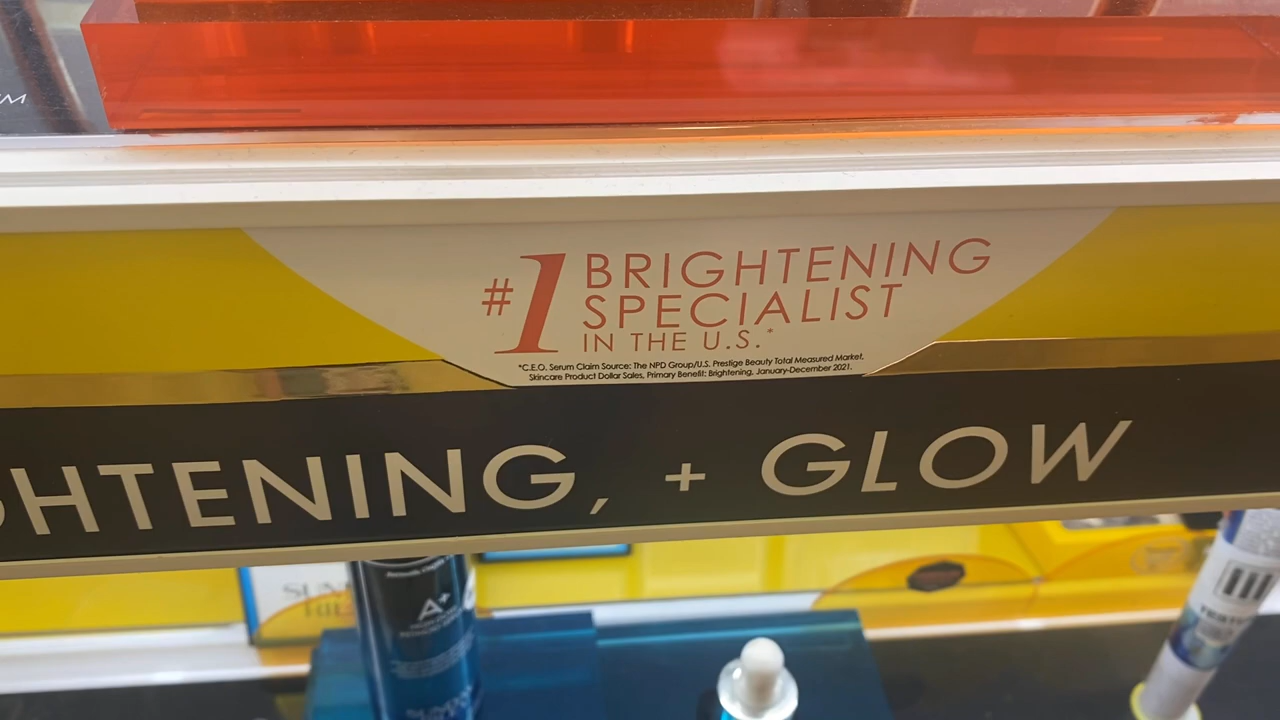 #1 BRIGHTENING
SPECIALIST
IN THE U.S.*
*C.E.O. Serum Claim Source: The NPD Group/U.S. Prestige Beauty Total Measured Market,
Skincare Product Dollar Sales, Primary Benefit: Brightening, January-December 2021.
HTENING, + GLOW
A+